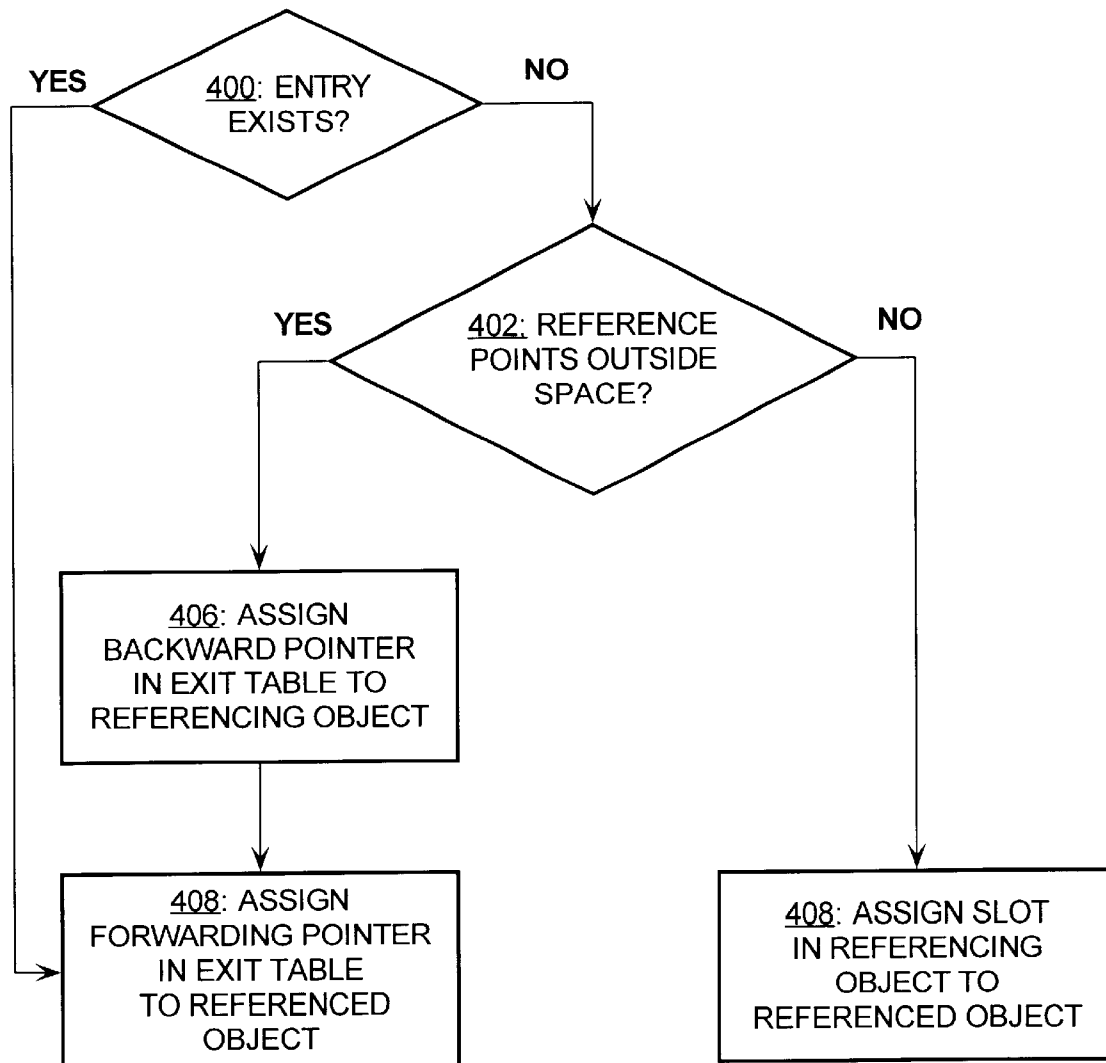 YES
400: ENTRY
EXISTS?
NO
YES
402: REFERENCE
POINTS OUTSIDE
SPACE?
NO
406: ASSIGN
BACKWARD POINTER
IN EXIT TABLE TO
REFERENCING OBJECT
408: ASSIGN
FORWARDING POINTER
IN EXIT TABLE
TO REFERENCED
OBJECT
408: ASSIGN SLOT
IN REFERENCING
OBJECT TO
REFERENCED OBJECT